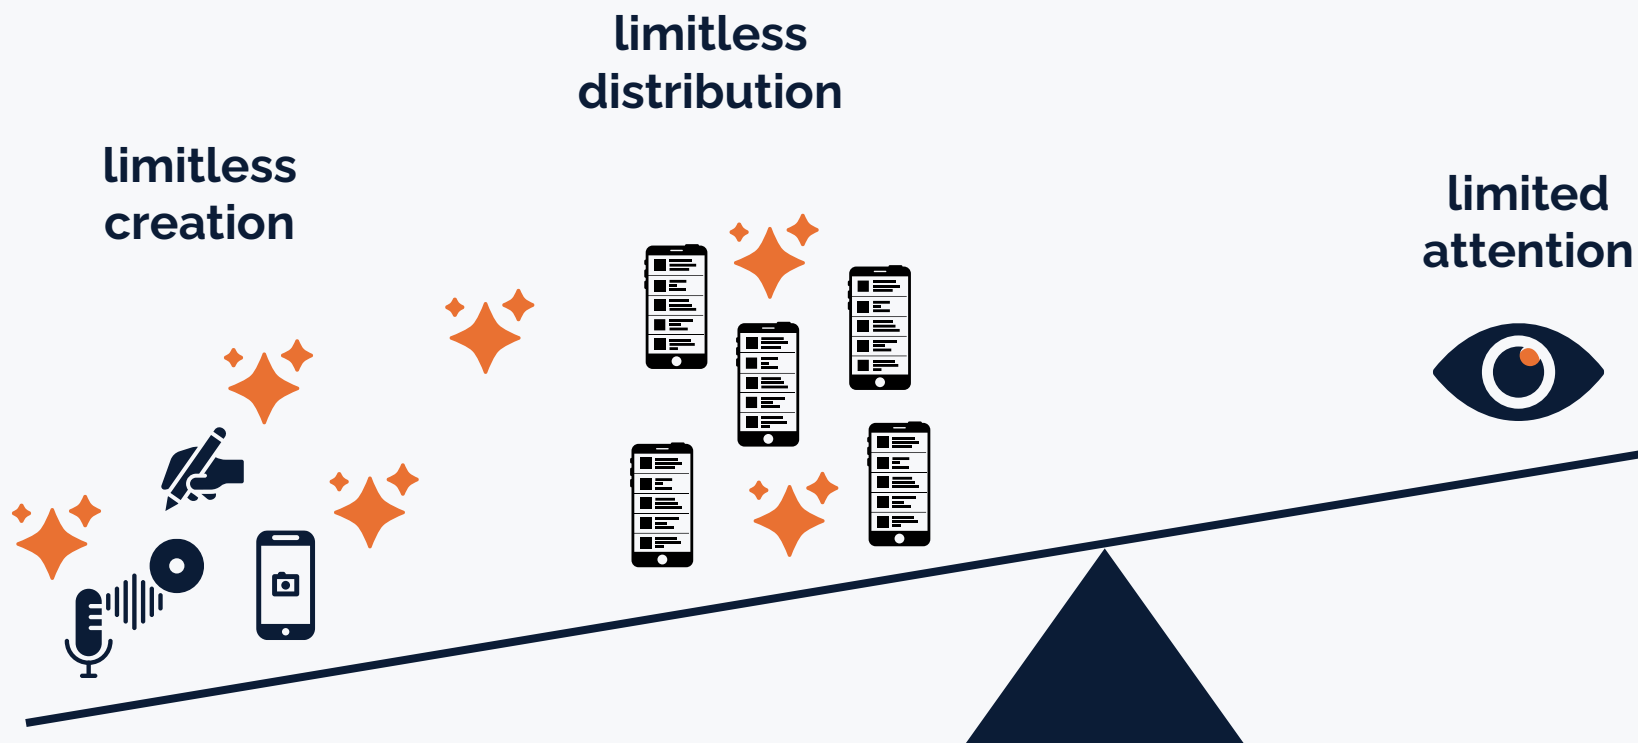 limitless
distribution
limitless
creation
limited
attention